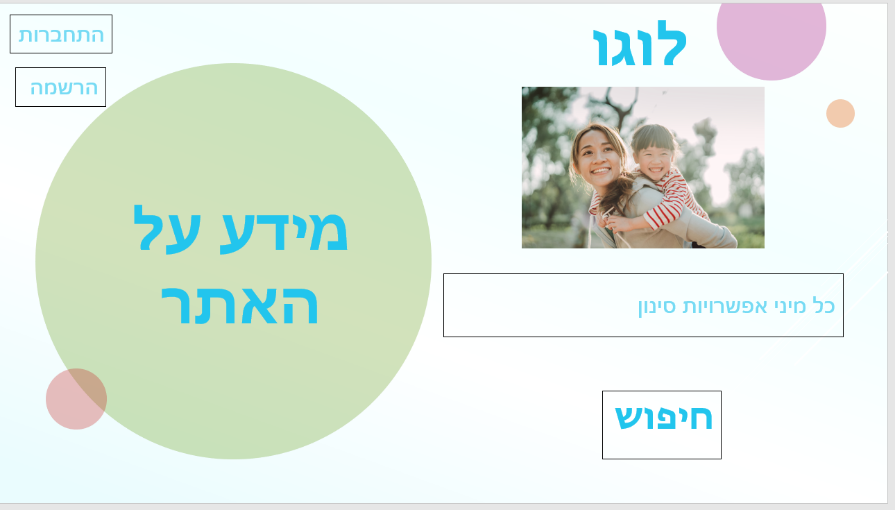 לוגו
התחברות
הרשמה
מידע על
האתר
כל מיני אפשרויות סינון
חיפוש